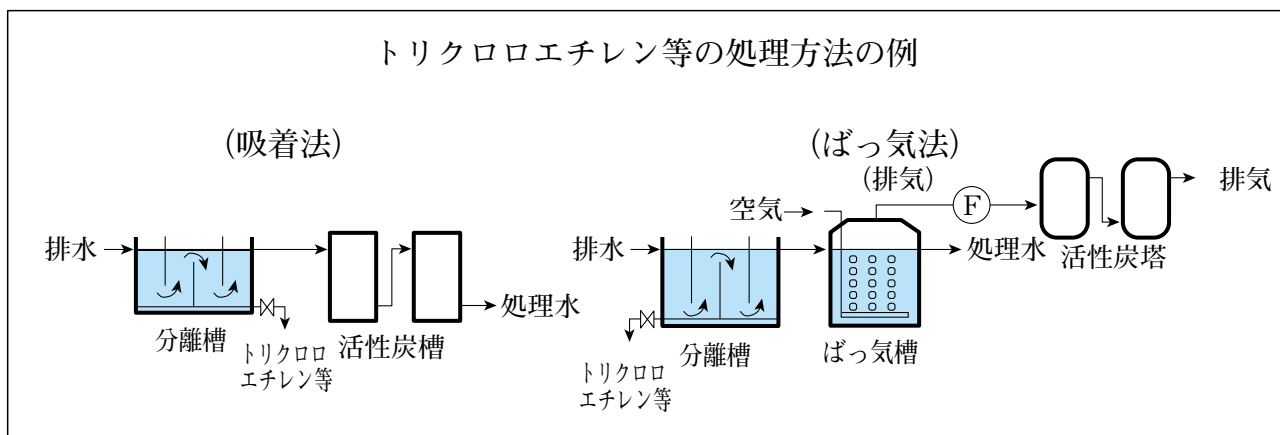 トリクロロエチレン等の処理方法の例
(吸着法)
排水
分離槽
トリクロロ
エチレン等
活性炭槽
処理水
(ばっ気法)
(排気)
空気
F
排気
排水
処理水
活性炭塔
分離槽
ばっ気槽
トリクロロ
エチレン等